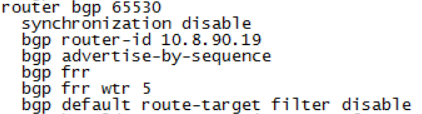 router bgp 65530
synchronization disable
bgp router-id 10.8.90.19
bgp advertise-by-sequence
bgp frr
bgp frr wtr 5
bgp default route-target filter disable